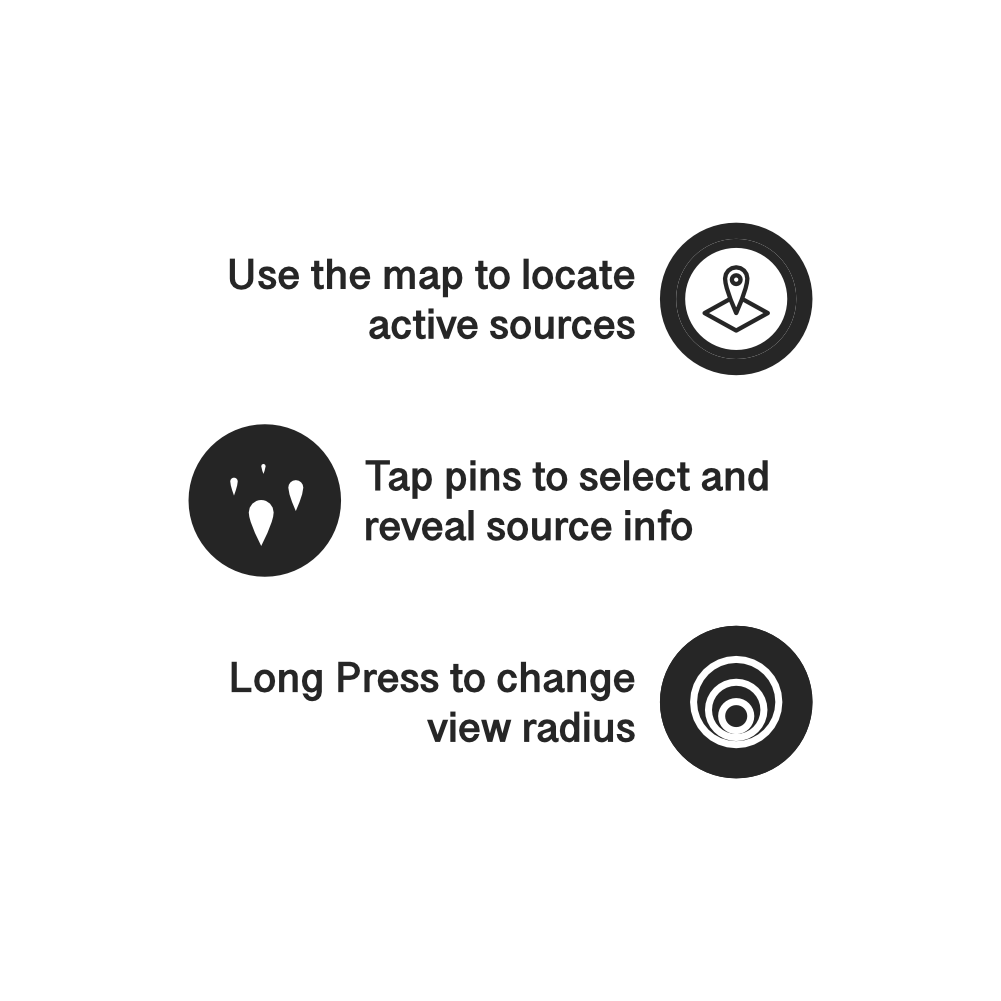 Use the map to locate
active sources
Tap pins to select and
reveal source info
Long Press to change
view radius